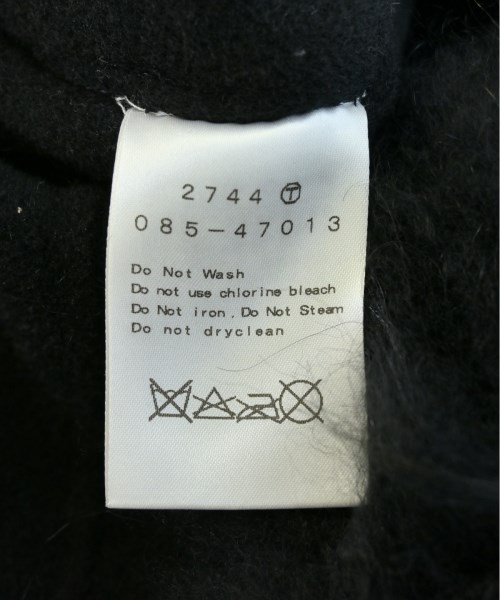 2744 Ⓣ
085-47013
Do Not Wash
Do not use chlorine bleach
Do Not iron. Do Not Steam
Do not dryclean